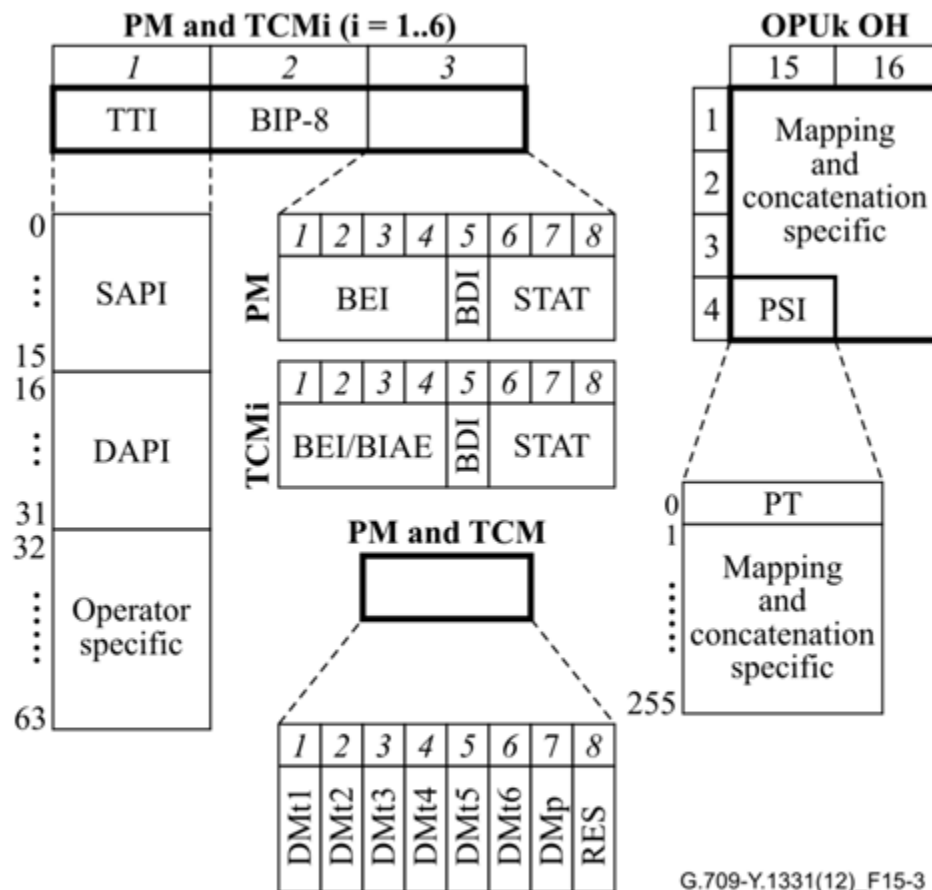 PM and TCMi (i = 1..6)
1 2 3
TTI BIP-8
0
SAPI
15
16
DAPI
31
32
Operator
specific
63
1 2 3 4 5 6 7 8
PM
BEI BDI STAT
1 2 3 4 5 6 7 8
TCMi
BEI/BIAE BDI STAT
PM and TCM
1 2 3 4 5 6 7 8
DMt1 DMt2 DMt3 DMt4 DMt5 DMt6 DMp RES
OPUk OH
15 16
1
2
3
4
Mapping
and
concatenation
specific
PSI
0
PT
1
Mapping
and
concatenation
specific
255
G.709-Y.1331(12)_F15-3